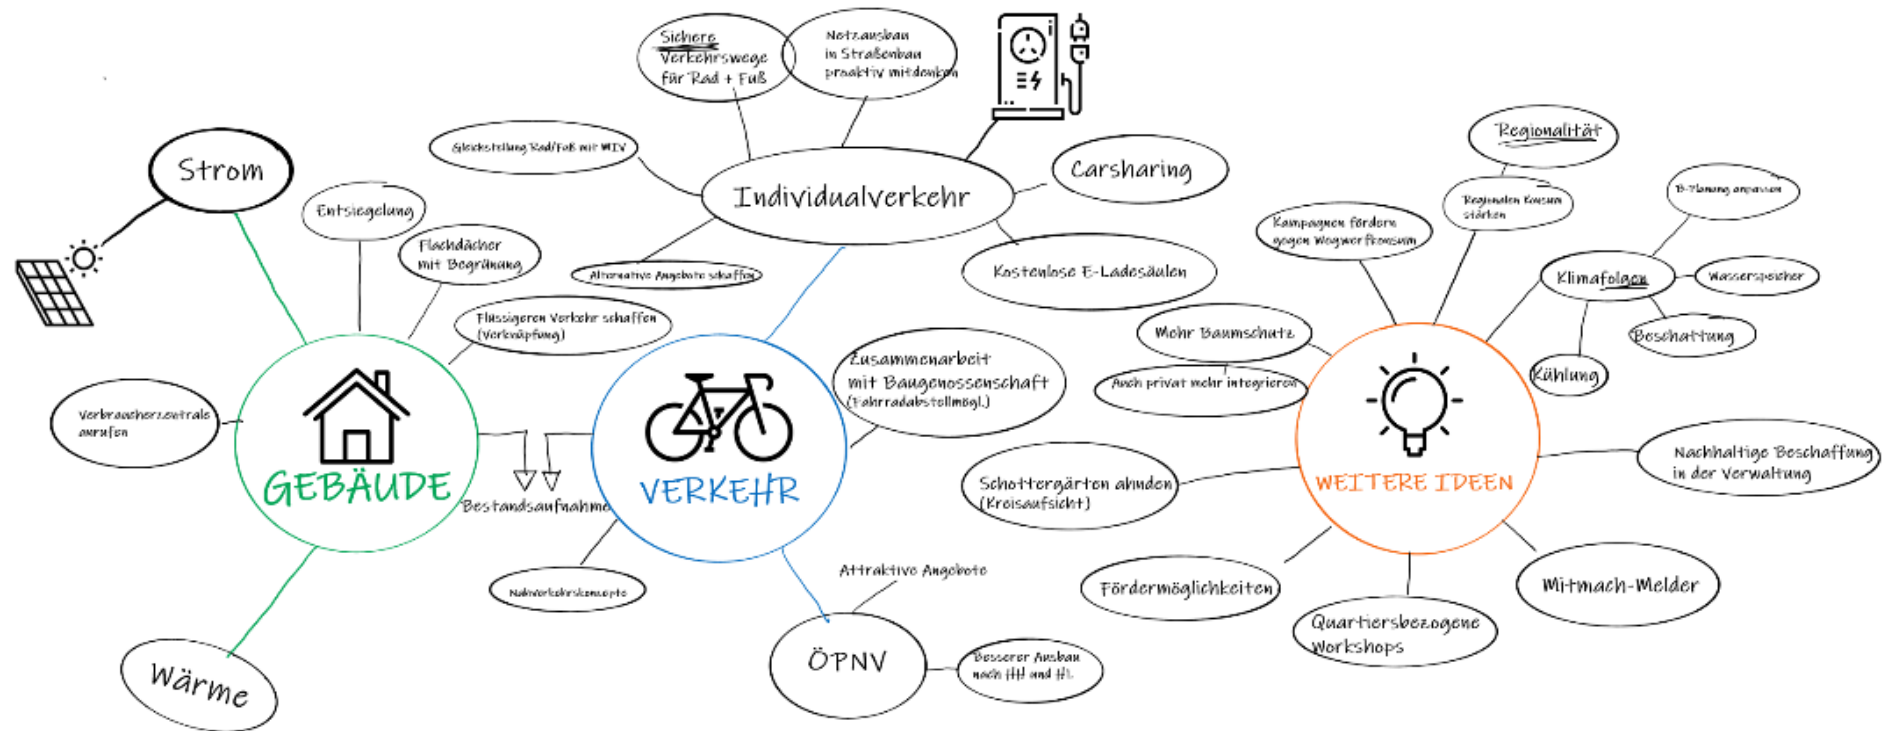 Sichere
Verkehrswege
für Rad + Fuß
Netzausbau
in Straßenbau
proaktiv mitdenken
Gleichstellung Rad/Fuß mit MIV
Individualverkehr
Carsharing
Alternative Angebote schaffen
Kostenlose E-Ladesäulen
Strom
Entsiegelung
Flachdächer
mit Begrünung
Flüssigeren Verkehr schaffen
(Verknüpfung)
Verbraucherzentrale
anrufen
GEBÄUDE
Wärme
Bestandsaufnahme
VERKEHR
Zusammenarbeit
mit Baugenossenschaft
(Fahrradabstellmögl.)
Nahverkehrskonzepte
Attraktive Angebote
ÖPNV
Besserer Ausbau
nach HH und HL
Regionalität
Regionalen Konsum
stärken
Kampagnen fördern
gegen Wegwerfkonsum
B-Planung anpassen
Klimafolgen
Wasserspeicher
Beschattung
Kühlung
Mehr Baumschutz
Auch privat mehr integrieren
WEITERE IDEEN
Schottergärten ahnden
(Kreisaufsicht)
Nachhaltige Beschaffung
in der Verwaltung
Fördermöglichkeiten
Quartiersbezogene
Workshops
Mitmach-Melder